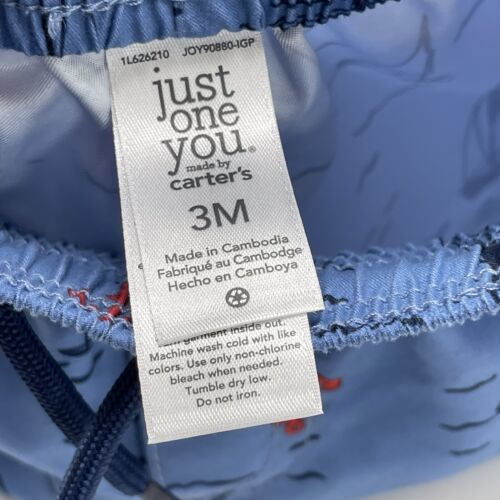 1L626210 JOY90880-IGP
just
one
you.®
made by
carter's
3M
Made in Cambodia
Fabriqué au Cambodge
Hecho en Camboya
garment inside out.
Machine wash cold with like
colors. Use only non-chlorine
bleach when needed.
Tumble dry low.
Do not iron.